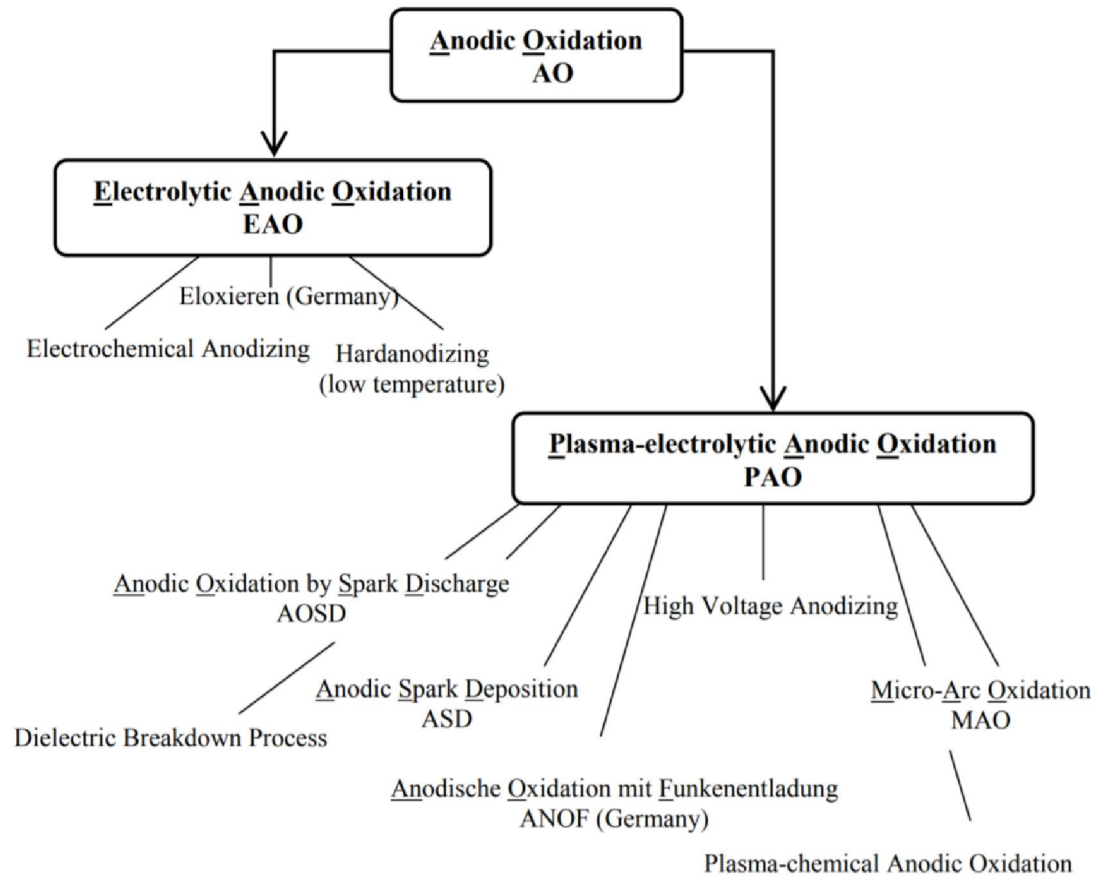 Anodic Oxidation
AO
Electrolytic Anodic Oxidation
EAO
Eloxieren (Germany)
Electrochemical Anodizing
Hardanodizing
(low temperature)
Plasma-electrolytic Anodic Oxidation
PAO
Anodic Oxidation by Spark Discharge
AOSD
High Voltage Anodizing
Anodic Spark Deposition
ASD
Micro-Arc Oxidation
MAO
Dielectric Breakdown Process
Anodische Oxidation mit Funkenentladung
ANOF (Germany)
Plasma-chemical Anodic Oxidation